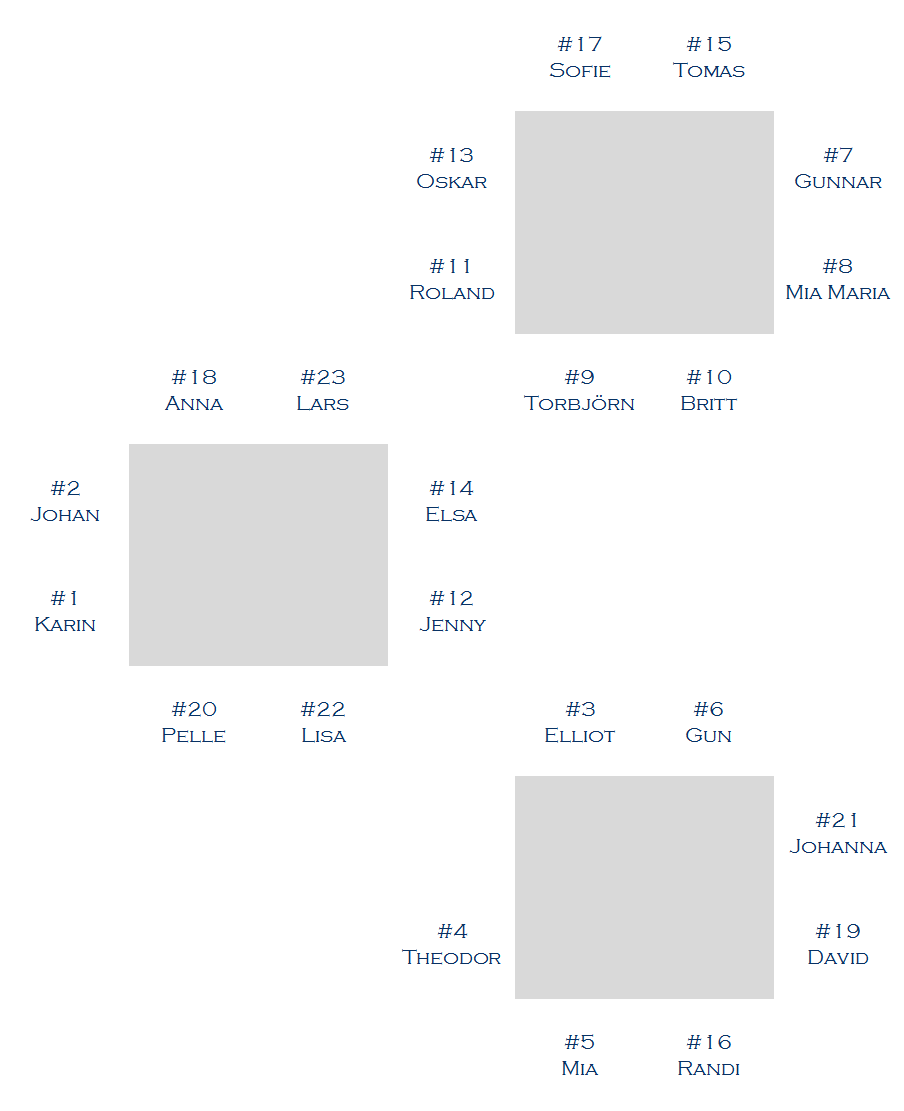 #17 #15
Sofie Tomas
#13 #7
Oskar Gunnar
#11 #8
Roland Mia Maria
#18 #23 #9 #10
Anna Lars Torbjörn Britt
#2 #14
Johan Elsa
#1 #12
Karin Jenny
#20 #22 #3 #6
Pelle Lisa Elliot Gun
#21
Johanna
#4 #19
Theodor David
#5 #16
Mia Randi